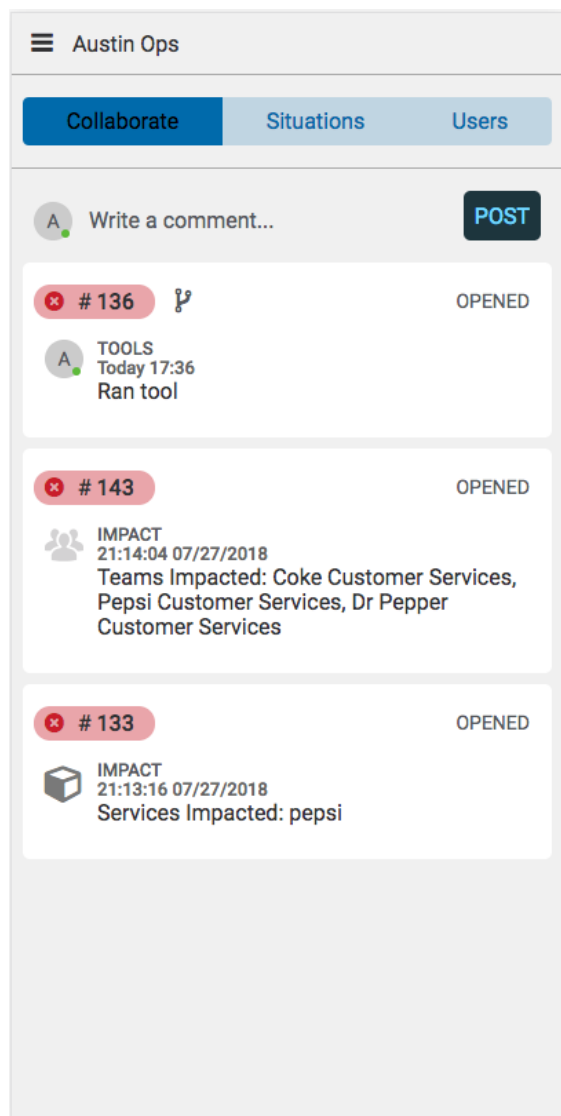 Austin Ops
Collaborate Situations Users
A Write a comment... POST
# 136 OPENED
A TOOLS
Today 17:36
Ran tool
# 143 OPENED
IMPACT
21:14:04 07/27/2018
Teams Impacted: Coke Customer Services,
Pepsi Customer Services, Dr Pepper
Customer Services
# 133 OPENED
IMPACT
21:13:16 07/27/2018
Services Impacted: pepsi